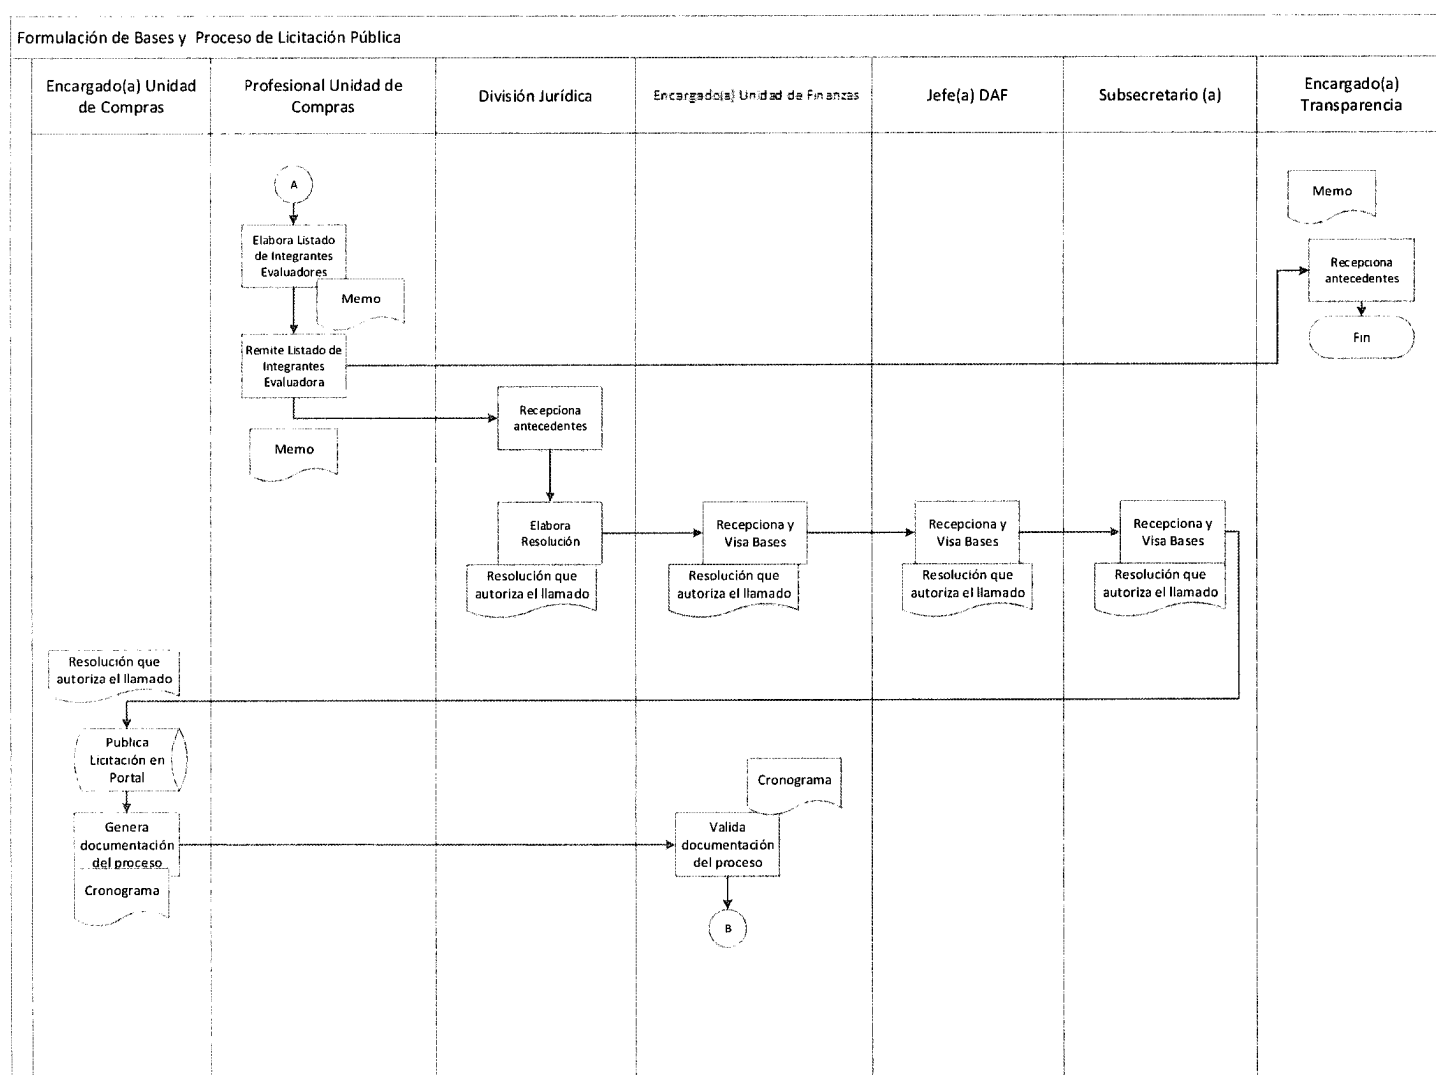 Formulación de Bases y Proceso de Licitación Pública
Encargado(a) Unidad
de Compras
Profesional Unidad de
Compras
División Jurídica
Encargado(a) Unidad de Finanzas
Jefe(a) DAF
Subsecretario (a)
Encargado(a)
Transparencia
A
Elabora Listado
de Integrantes
Evaluadores
Memo
Remite Listado de
Integrantes
Evaluadora
Memo
Memo
Recepciona
antecedentes
Fin
Recepciona
antecedentes
Elabora
Resolución
Resolución que
autoriza el llamado
Recepciona y
Visa Bases
Resolución que
autoriza el llamado
Recepciona y
Visa Bases
Resolución que
autoriza el llamado
Recepciona y
Visa Bases
Resolución que
autoriza el llamado
Resolución que
autoriza el llamado
Publica
Licitación en
Portal
Genera
documentación
del proceso
Cronograma
Cronograma
Valida
documentación
del proceso
B